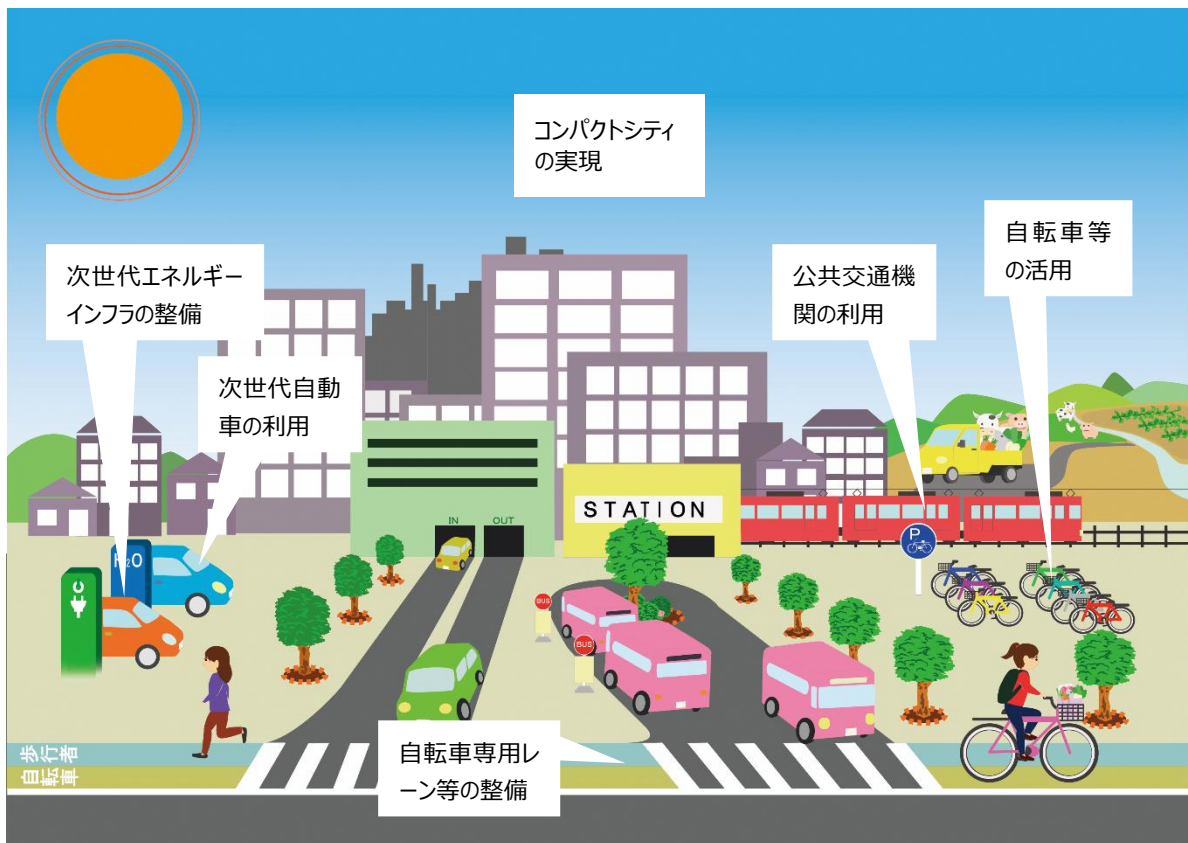 コンパクトシティ
の実現
自転車等
の活用
次世代エネルギー
インフラの整備
公共交通機
関の利用
次世代自動
車の利用
STATION
IN
OUT
P
H2O
BUS
BUS
自転車専用レ
ーン等の整備
歩行者
自転車